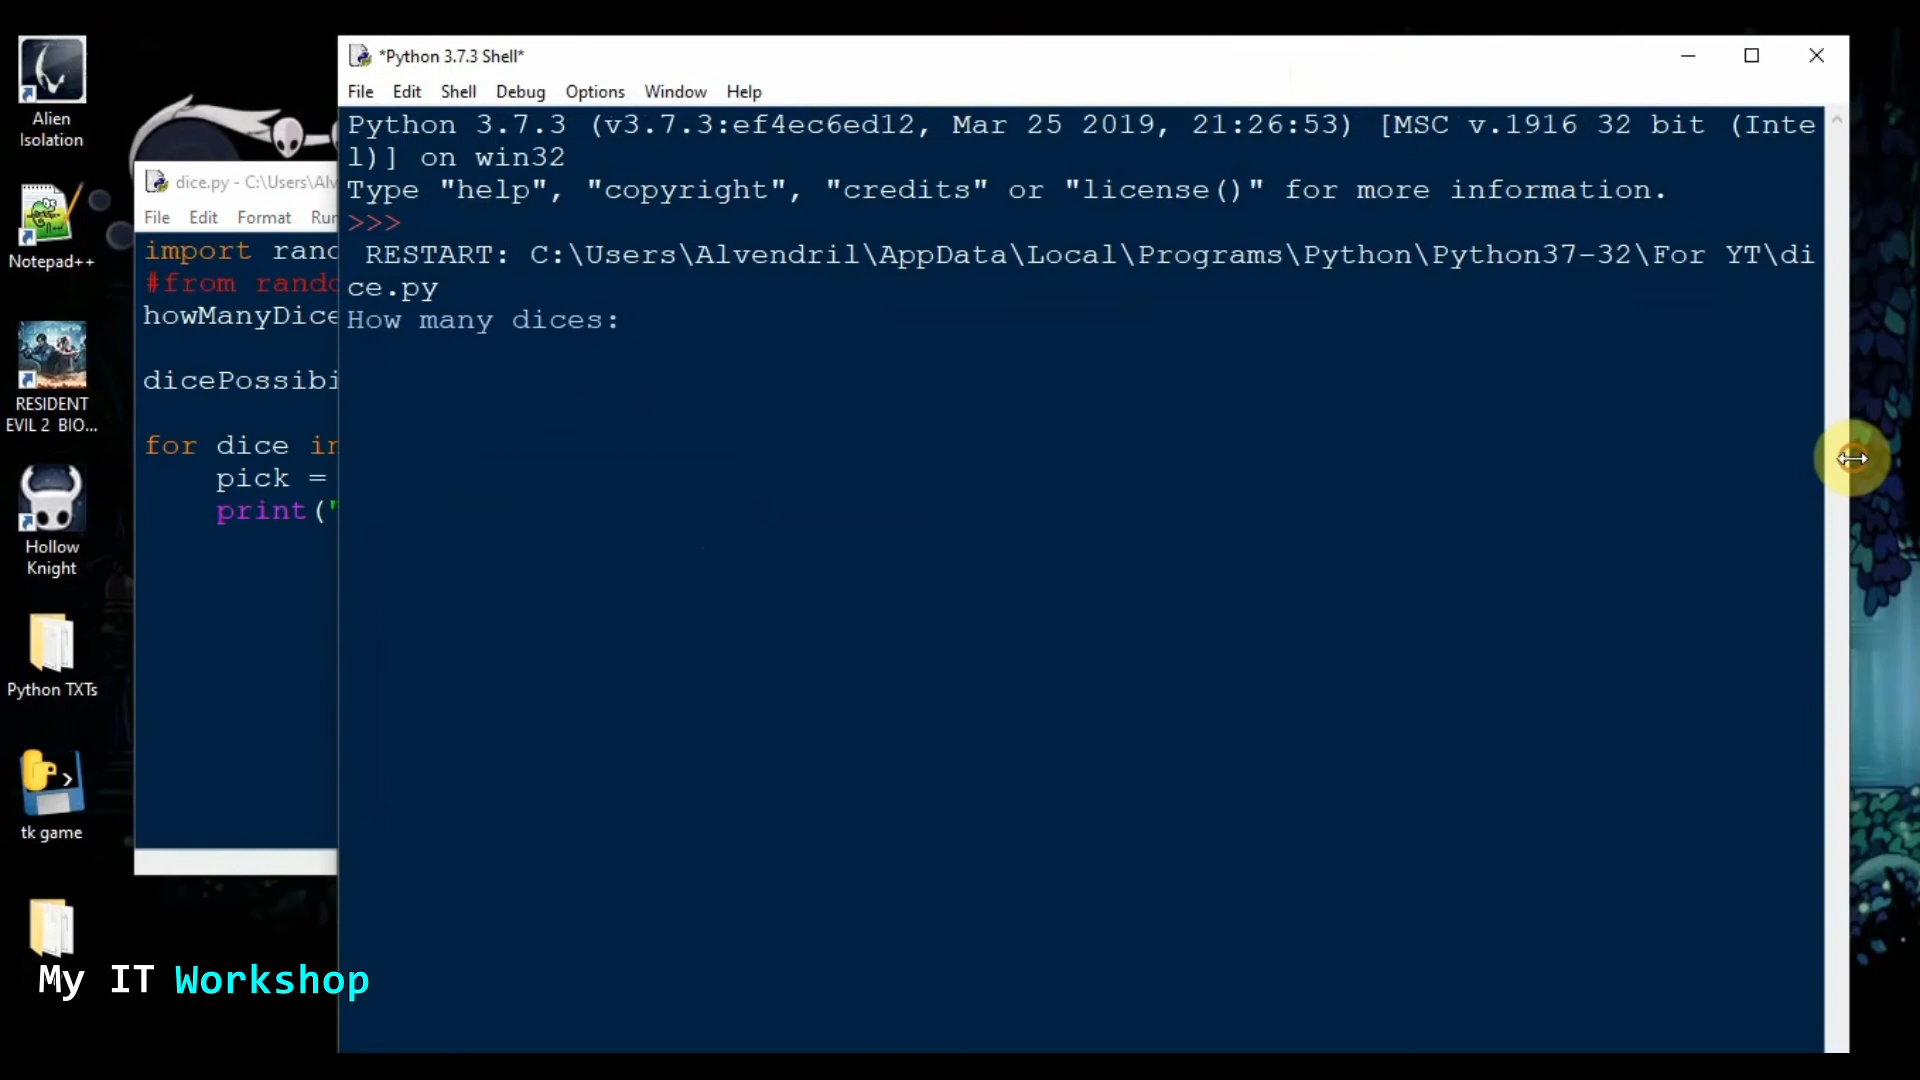 Alien
Isolation
Notepad++
RESIDENT
EVIL 2 BIO...
Hollow
Knight
Python TXTs
tk game
dice.py - C:\Users\Alv
File Edit Format Run
import rand
#from rando
howManyDice
dicePossibi
for dice in
pick =
print("
*Python 3.7.3 Shell*
File Edit Shell Debug Options Window Help
Python 3.7.3 (v3.7.3:ef4ec6ed12, Mar 25 2019, 21:26:53) [MSC v.1916 32 bit (Inte
l)] on win32
Type "help", "copyright", "credits" or "license()" for more information.
>>>
RESTART: C:\Users\Alvendril\AppData\Local\Programs\Python\Python37-32\For YT\di
ce.py
How many dices:
My IT Workshop